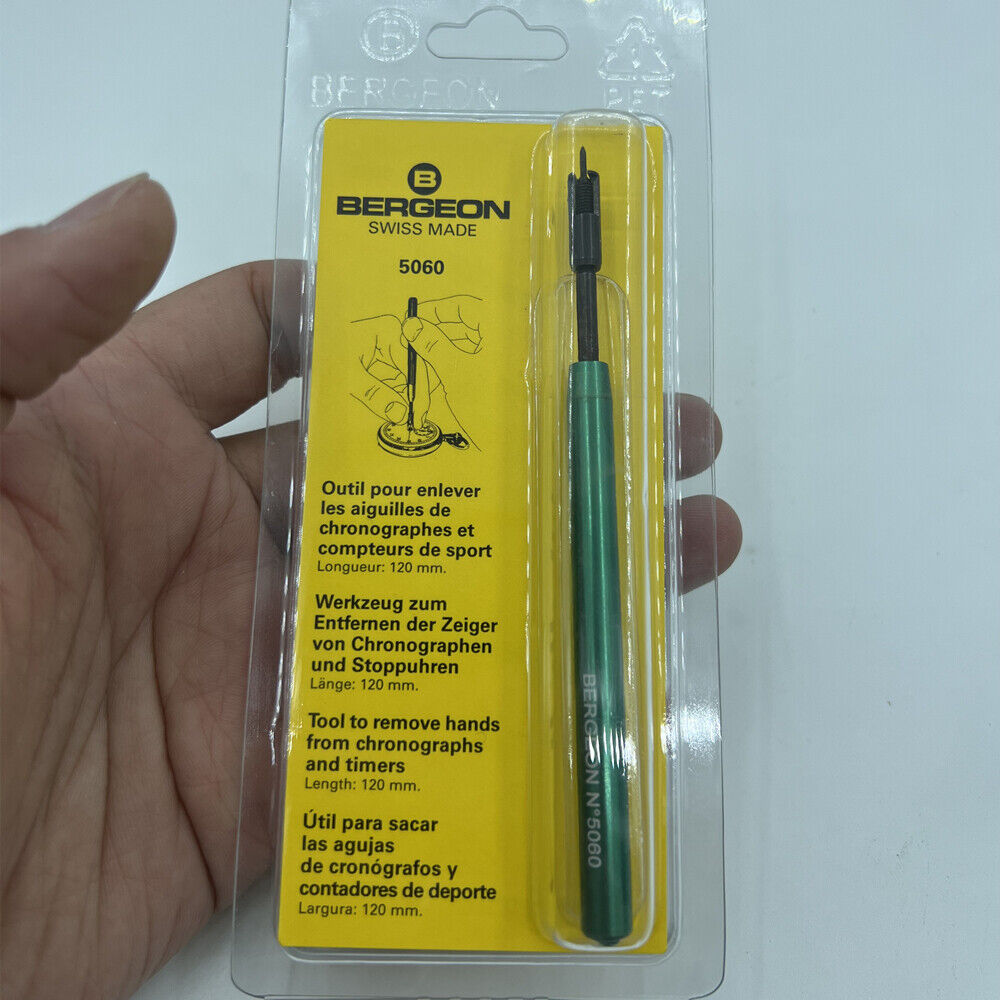 B
BERGEON
PET
B
BERGEON
SWISS MADE
5060
Outil pour enlever
les aiguilles de
chronographes et
compteurs de sport
Longueur: 120 mm.
Werkzeug zum
Entfernen der Zeiger
von Chronographen
und Stoppuhren
Länge: 120 mm.
Tool to remove hands
from chronographs
and timers
Length: 120 mm.
Útil para sacar
las agujas
de cronógrafos y
contadores de deporte
Largura: 120 mm.
BERGEON N°5060